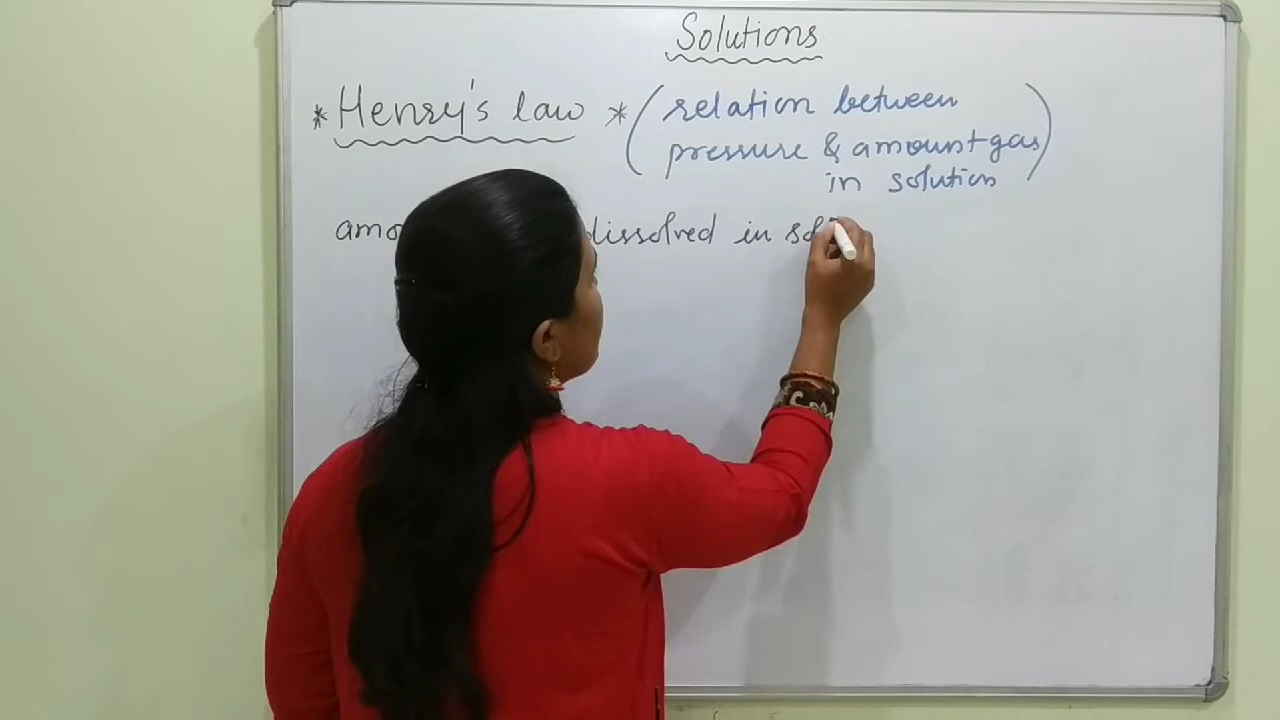 Solutions
*Henry's law * (relation between
pressure & amount gas
in solution)
dissolved in